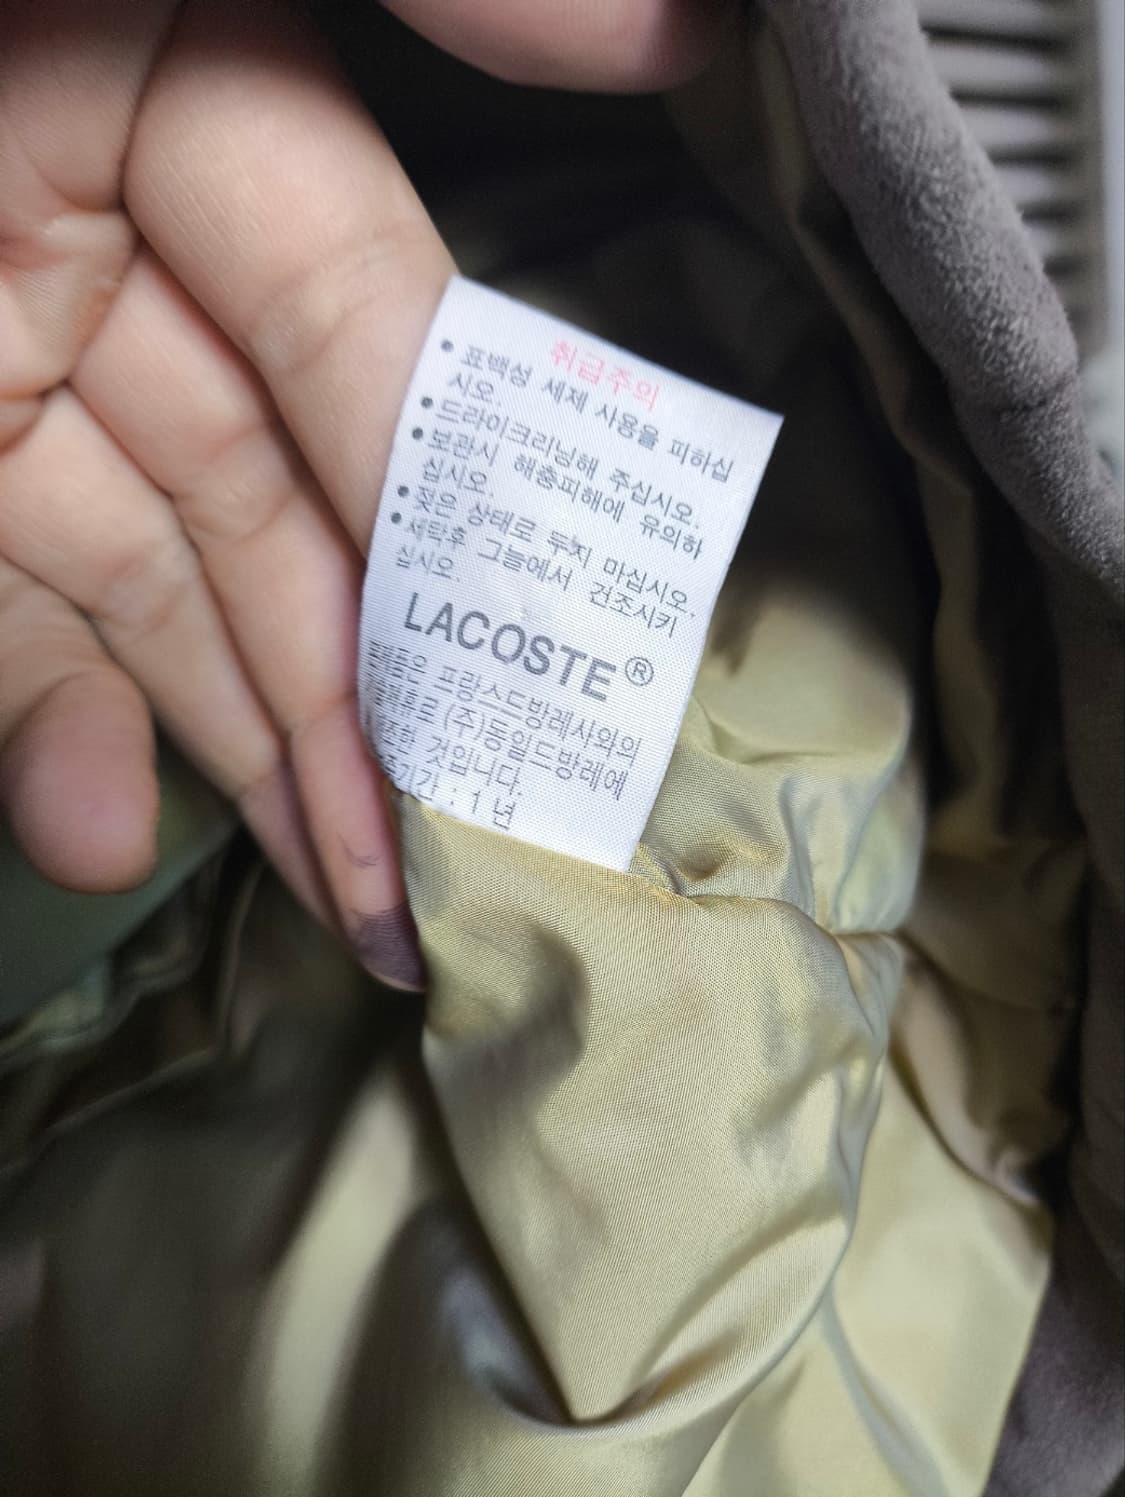 취급주의
• 표백성 세제 사용을 피하십
시오.
• 드라이크리닝해 주십시오.
• 보관시 해충피해에 유의하
십시오.
• 젖은 상태로 두지 마십시오.
• 세탁후 그늘에서 건조시키
십시오.
LACOSTE®
프랑스드방레사와의
(주)동일드방레에
것입니다.
: 1 년